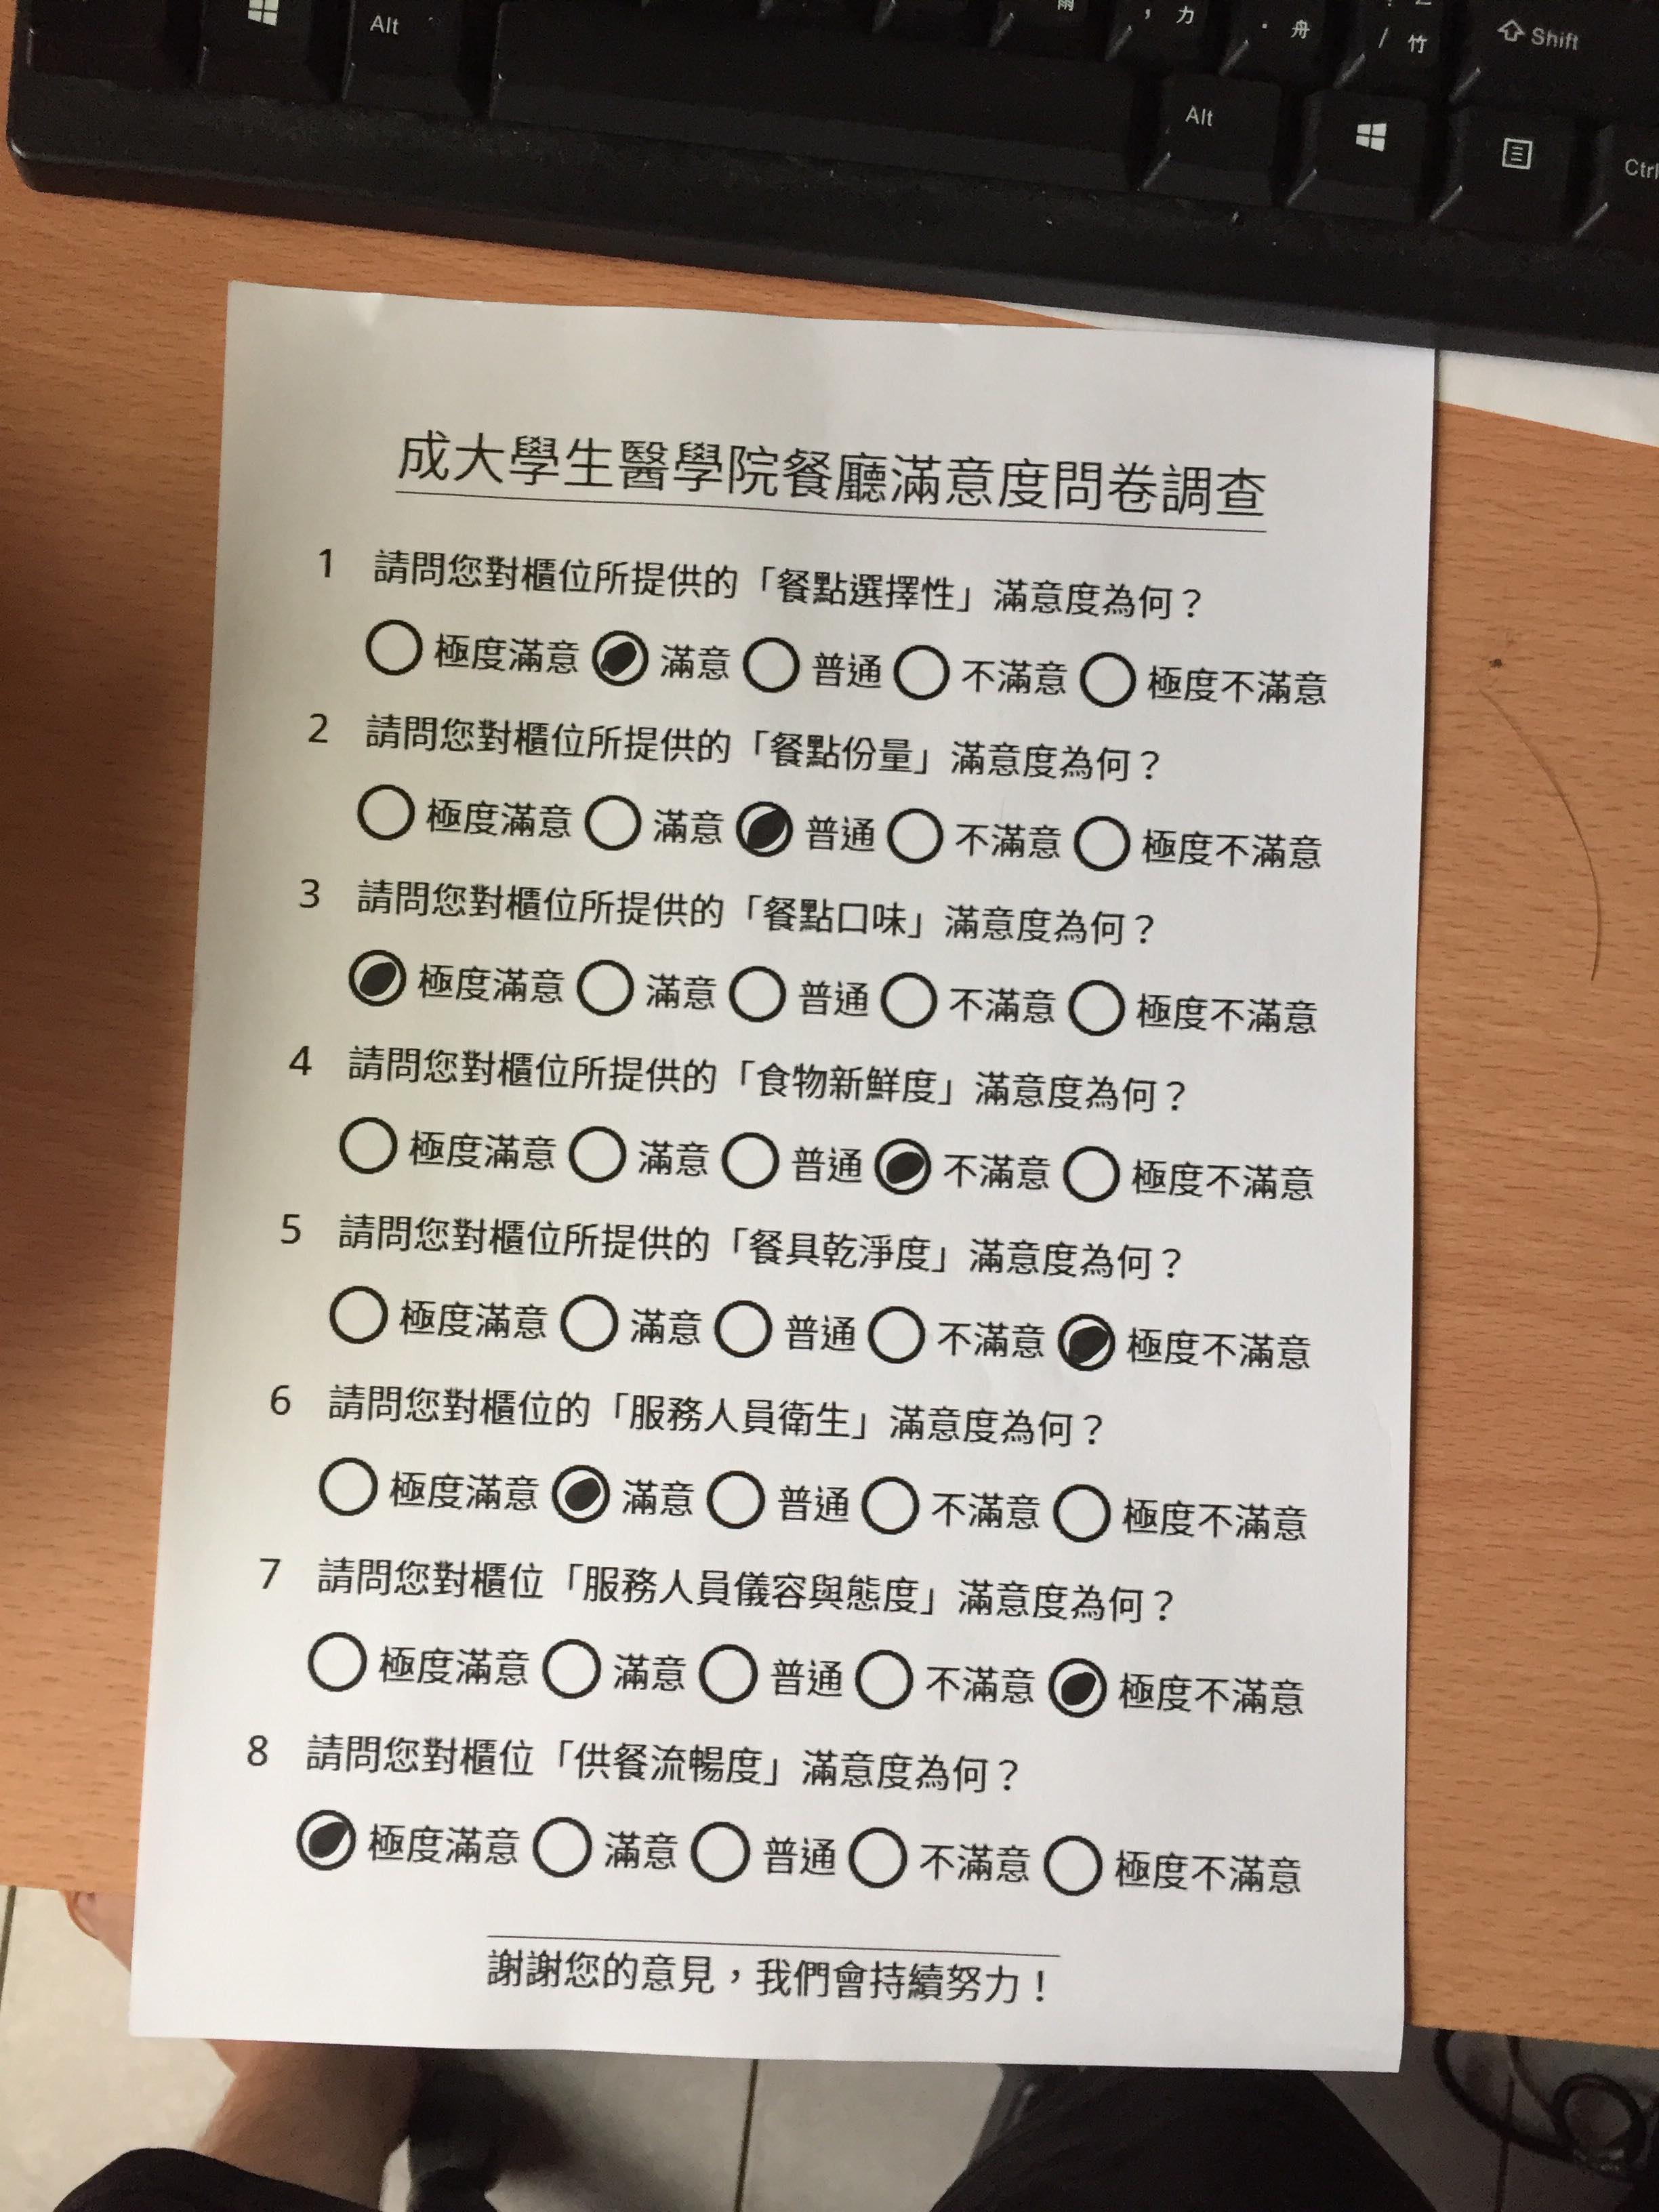 Alt
雨
， 力
. 舟
/ 竹
Shift
Alt
Ctrl
成大學生醫學院餐廳滿意度問卷調查
1 請問您對櫃位所提供的「餐點選擇性」滿意度為何？
極度滿意 滿意 普通 不滿意 極度不滿意
2 請問您對櫃位所提供的「餐點份量」滿意度為何？
極度滿意 滿意 普通 不滿意 極度不滿意
3 請問您對櫃位所提供的「餐點口味」滿意度為何？
極度滿意 滿意 普通 不滿意 極度不滿意
4 請問您對櫃位所提供的「食物新鮮度」滿意度為何？
極度滿意 滿意 普通 不滿意 極度不滿意
5 請問您對櫃位所提供的「餐具乾淨度」滿意度為何？
極度滿意 滿意 普通 不滿意 極度不滿意
6 請問您對櫃位的「服務人員衛生」滿意度為何？
極度滿意 滿意 普通 不滿意 極度不滿意
7 請問您對櫃位「服務人員儀容與態度」滿意度為何？
極度滿意 滿意 普通 不滿意 極度不滿意
8 請問您對櫃位「供餐流暢度」滿意度為何？
極度滿意 滿意 普通 不滿意 極度不滿意
謝謝您的意見，我們會持續努力！